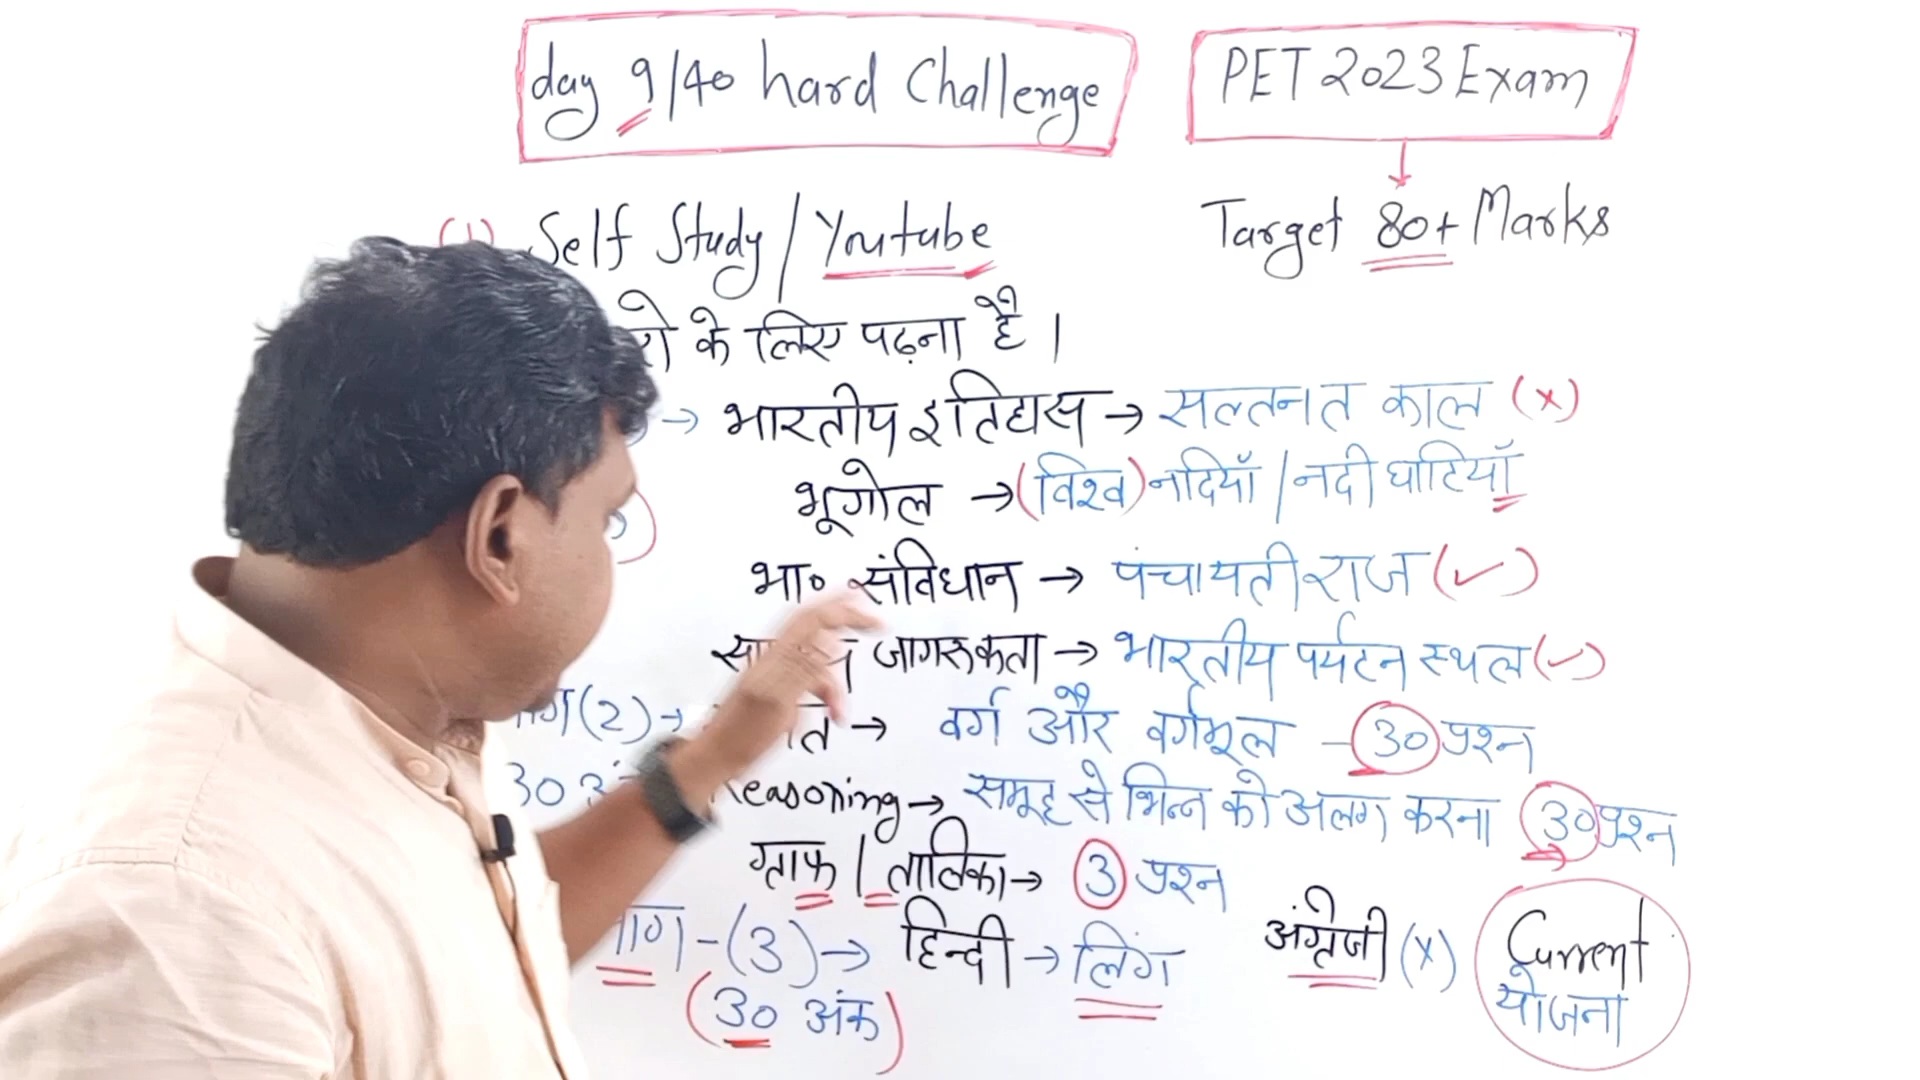 day 9/40 hard Challenge
PET 2023 Exam
Target 80+ Marks
(1) Self Study / Youtube
के लिए पढ़ना है ।
→ भारतीय इतिहास → सल्तनत काल (x)
भूगोल → (विश्व) नदियाँ / नदी घाटियाँ
भा० संविधान → पंचायती राज (✓)
जागरूकता → भारतीय पर्यटन स्थल (✓)
(2) → → वर्ग और वर्गमूल - 30 प्रश्न
30 Reasoning → समूह से भिन्न को अलग करना 30 प्रश्न
ग्राफ / तालिका → 3 प्रश्न
भाग - (3) → हिन्दी → लिंग
(30 अंक)
अंग्रेजी (x)
Current
योजना